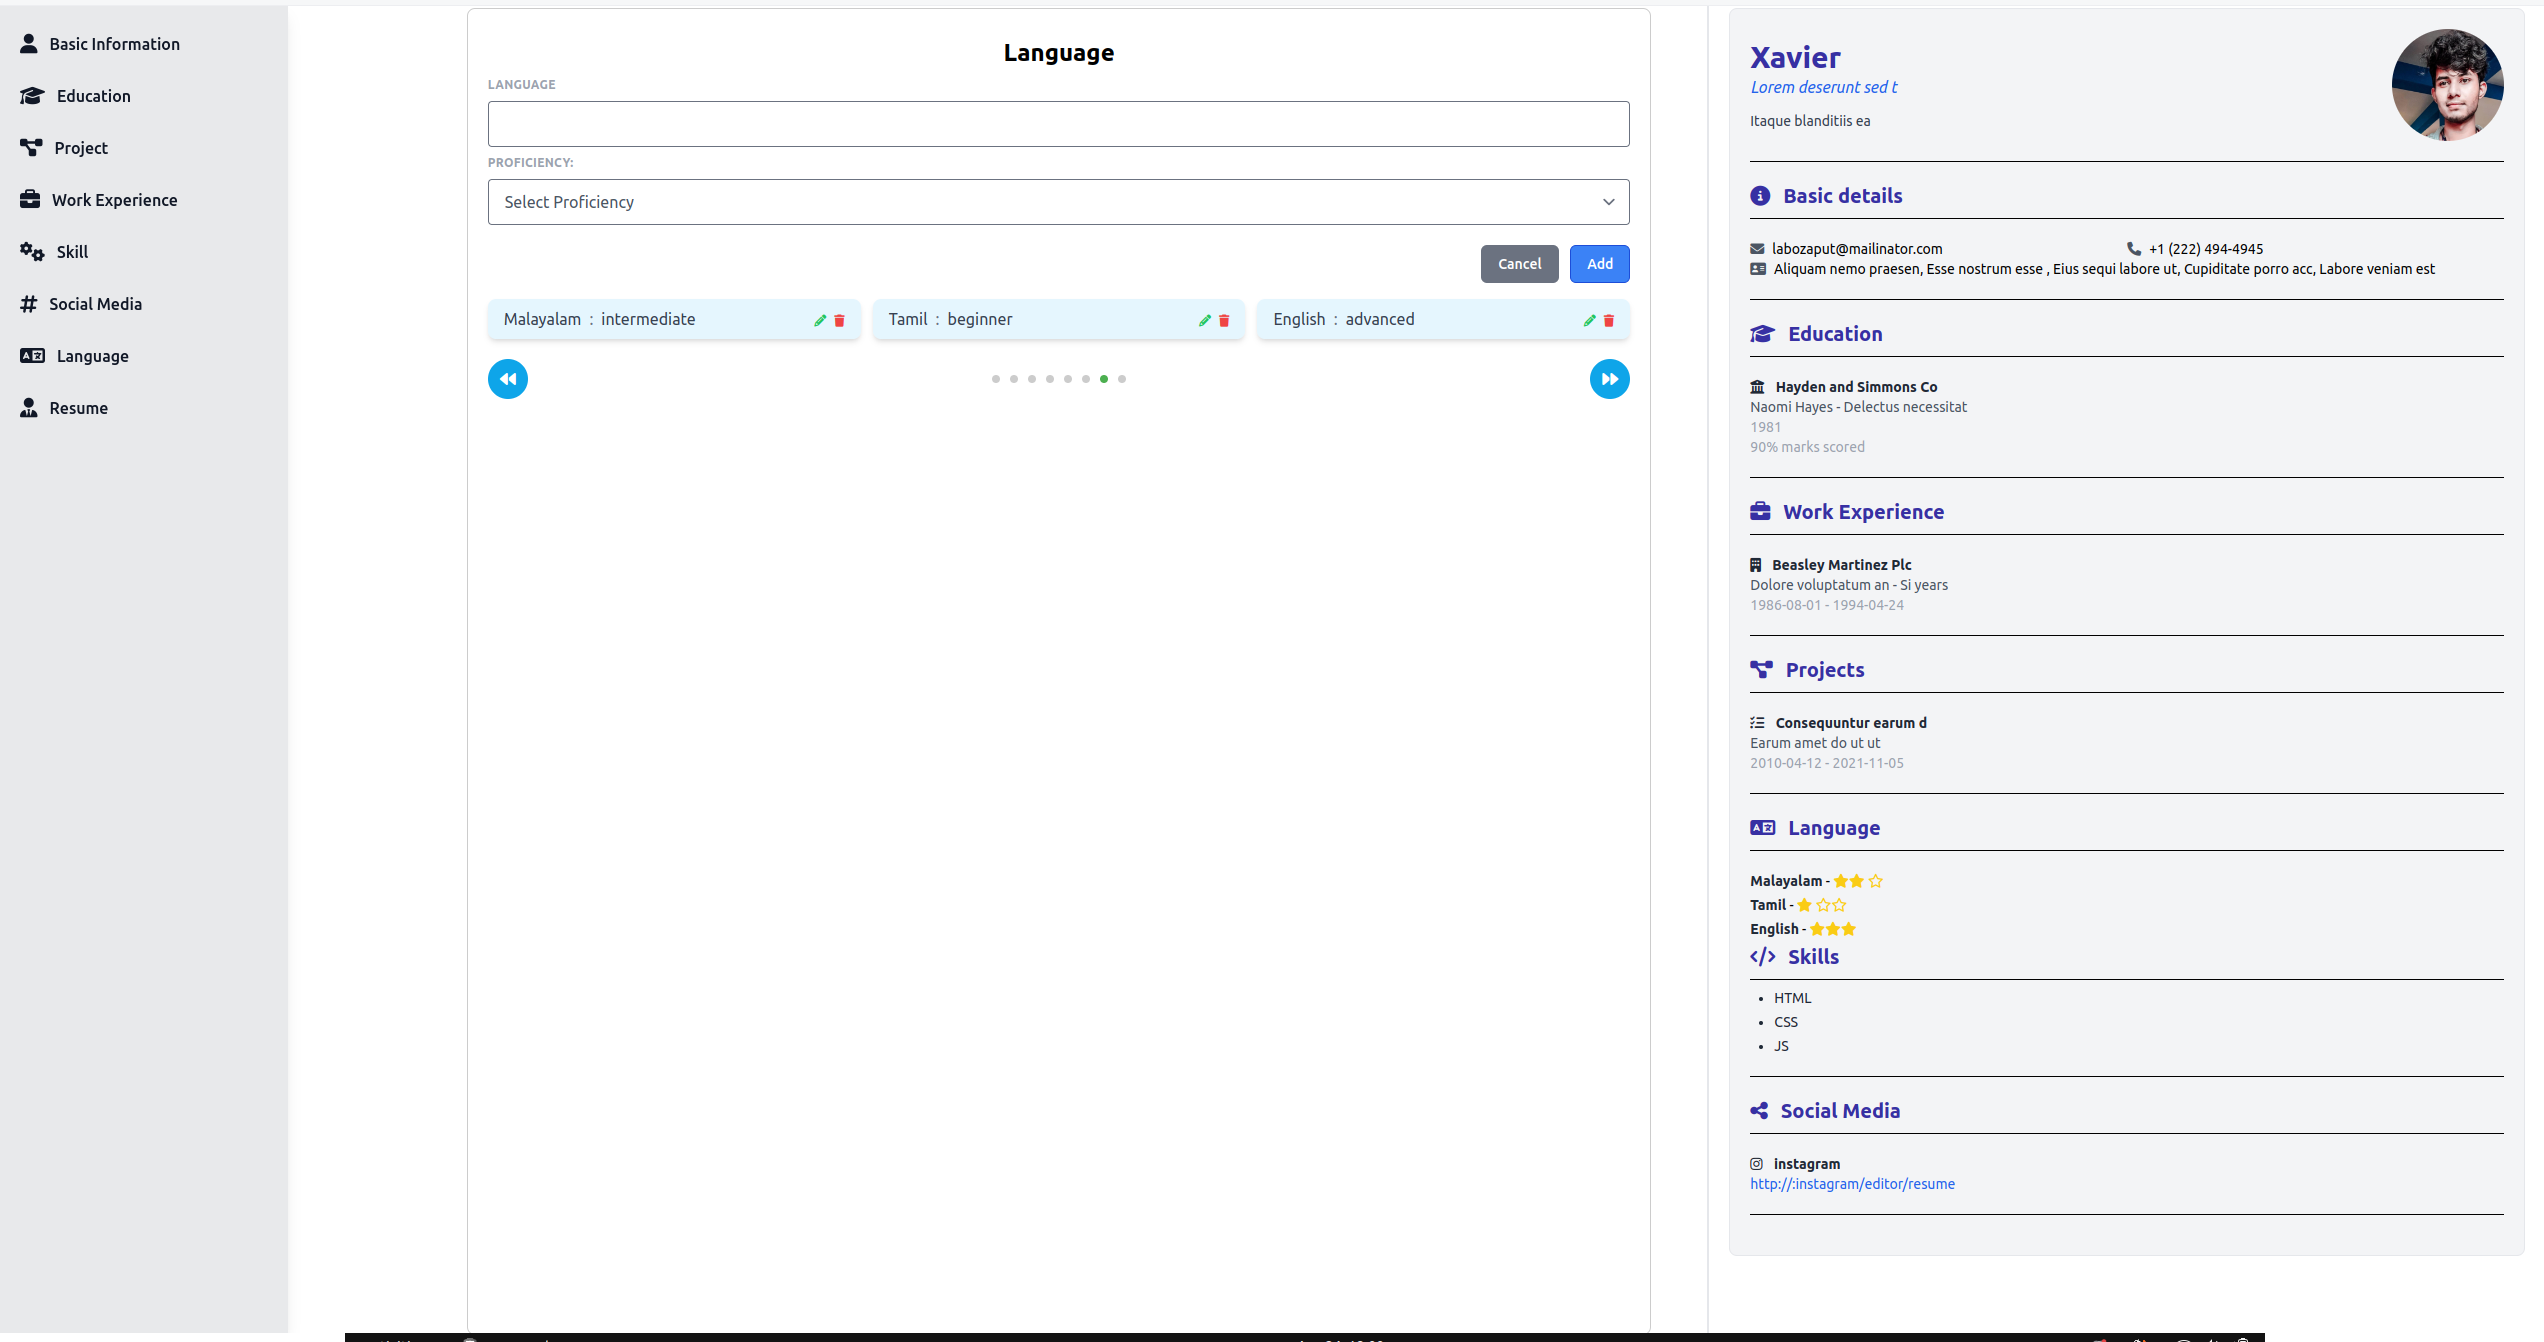 Basic Information
Education
Project
Work Experience
Skill
Social Media
Language
Resume
Language
LANGUAGE
PROFICIENCY:
Select Proficiency
Cancel Add
Malayalam : intermediate
Tamil : beginner
English : advanced
Xavier
Lorem deserunt sed t
Itaque blanditiis ea
Basic details
labozaput@mailinator.com +1 (222) 494-4945
Aliquam nemo praesen, Esse nostrum esse , Eius sequi labore ut, Cupiditate porro acc, Labore veniam est
Education
Hayden and Simmons Co
Naomi Hayes - Delectus necessitat
1981
90% marks scored
Work Experience
Beasley Martinez Plc
Dolore voluptatum an - Si years
1986-08-01 - 1994-04-24
Projects
Consequuntur earum d
Earum amet do ut ut
2010-04-12 - 2021-11-05
Language
Malayalam -
Tamil -
English -
Skills
• HTML
• CSS
• JS
Social Media
instagram
http://:instagram/editor/resume